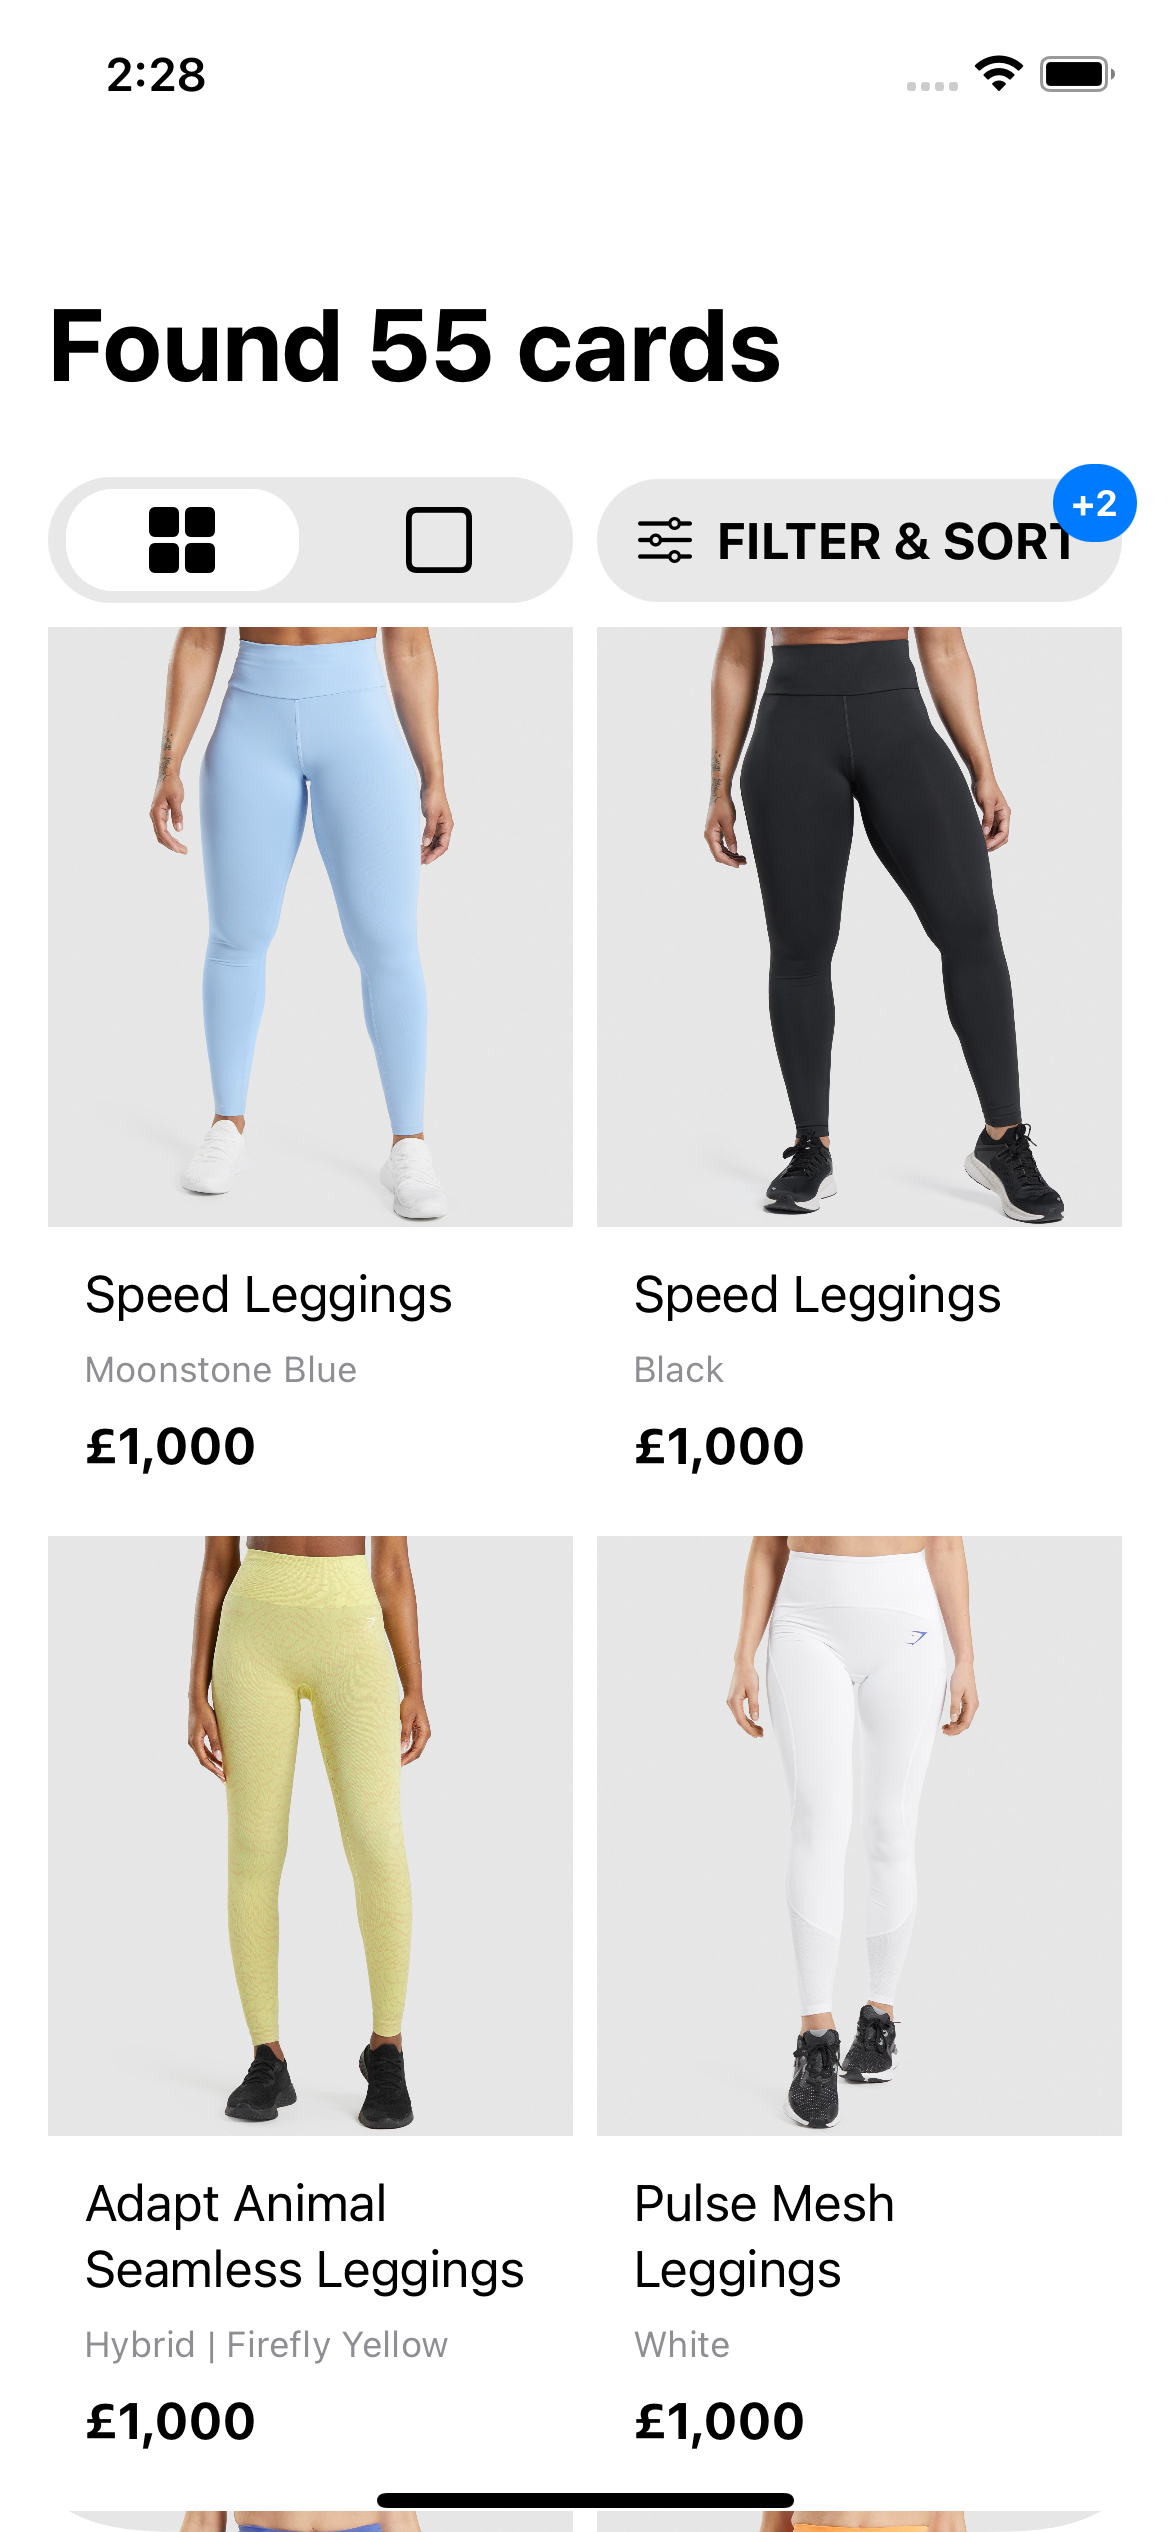 2:28
Found 55 cards
FILTER & SORT
+2
Speed Leggings
Moonstone Blue
£1,000
Speed Leggings
Black
£1,000
Adapt Animal
Seamless Leggings
Hybrid | Firefly Yellow
£1,000
Pulse Mesh
Leggings
White
£1,000